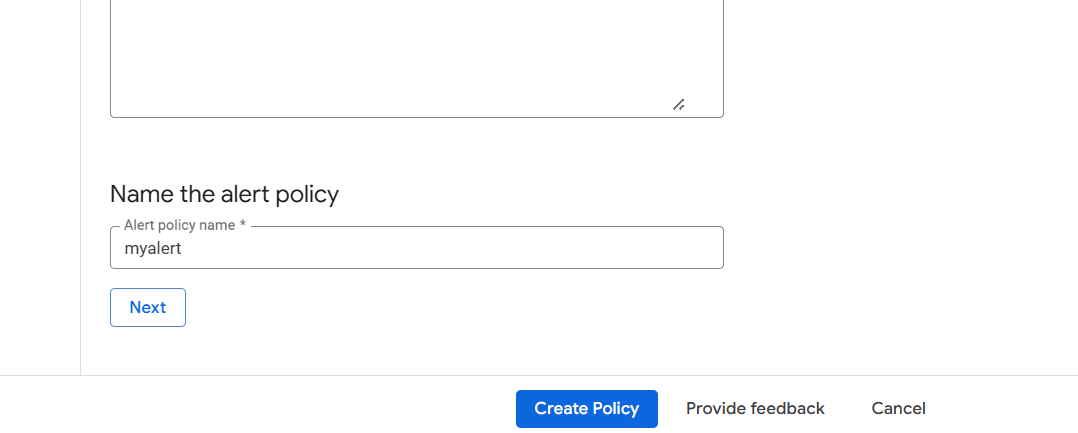 Name the alert policy
Alert policy name *
myalert
Next
Create Policy Provide feedback Cancel